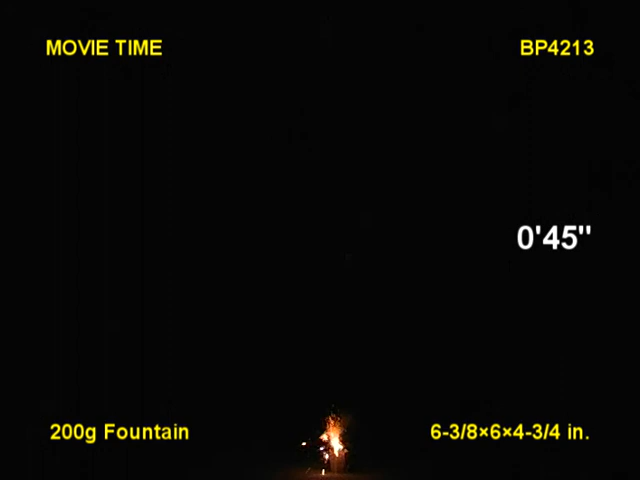 MOVIE TIME
BP4213
0'45"
200g Fountain
6-3/8×6×4-3/4 in.